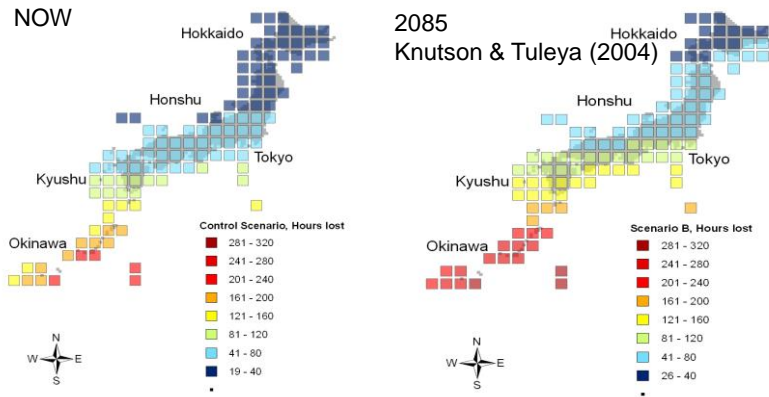 NOW
Hokkaido
Honshu
Tokyo
Kyushu
Okinawa
Control Scenario, Hours lost
281 - 320
241 - 280
201 - 240
161 - 200
121 - 160
81 - 120
41 - 80
19 - 40
N
W E
S
2085
Knutson & Tuleya (2004)
Hokkaido
Honshu
Tokyo
Kyushu
Okinawa
Scenario B, Hours lost
281 - 320
241 - 280
201 - 240
161 - 200
121 - 160
81 - 120
41 - 80
26 - 40
N
W E
S